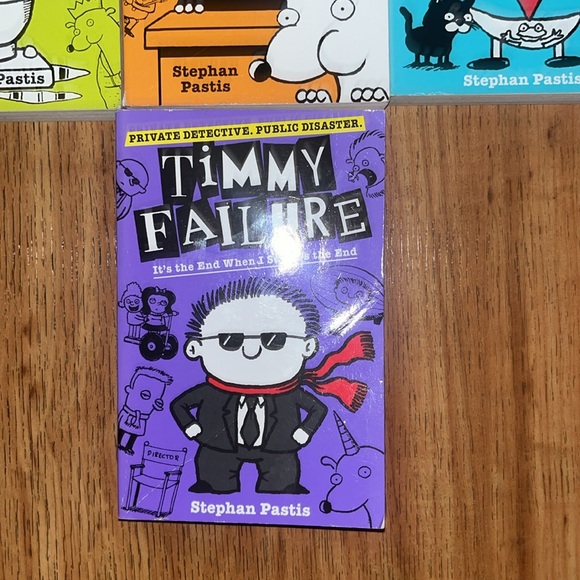 Pastis
Stephan
Pastis
Stephan Pastis
PRIVATE DETECTIVE. PUBLIC DISASTER.
TiMMY
FAILURE
It's the End When I the End
DIRECTOR
Stephan Pastis